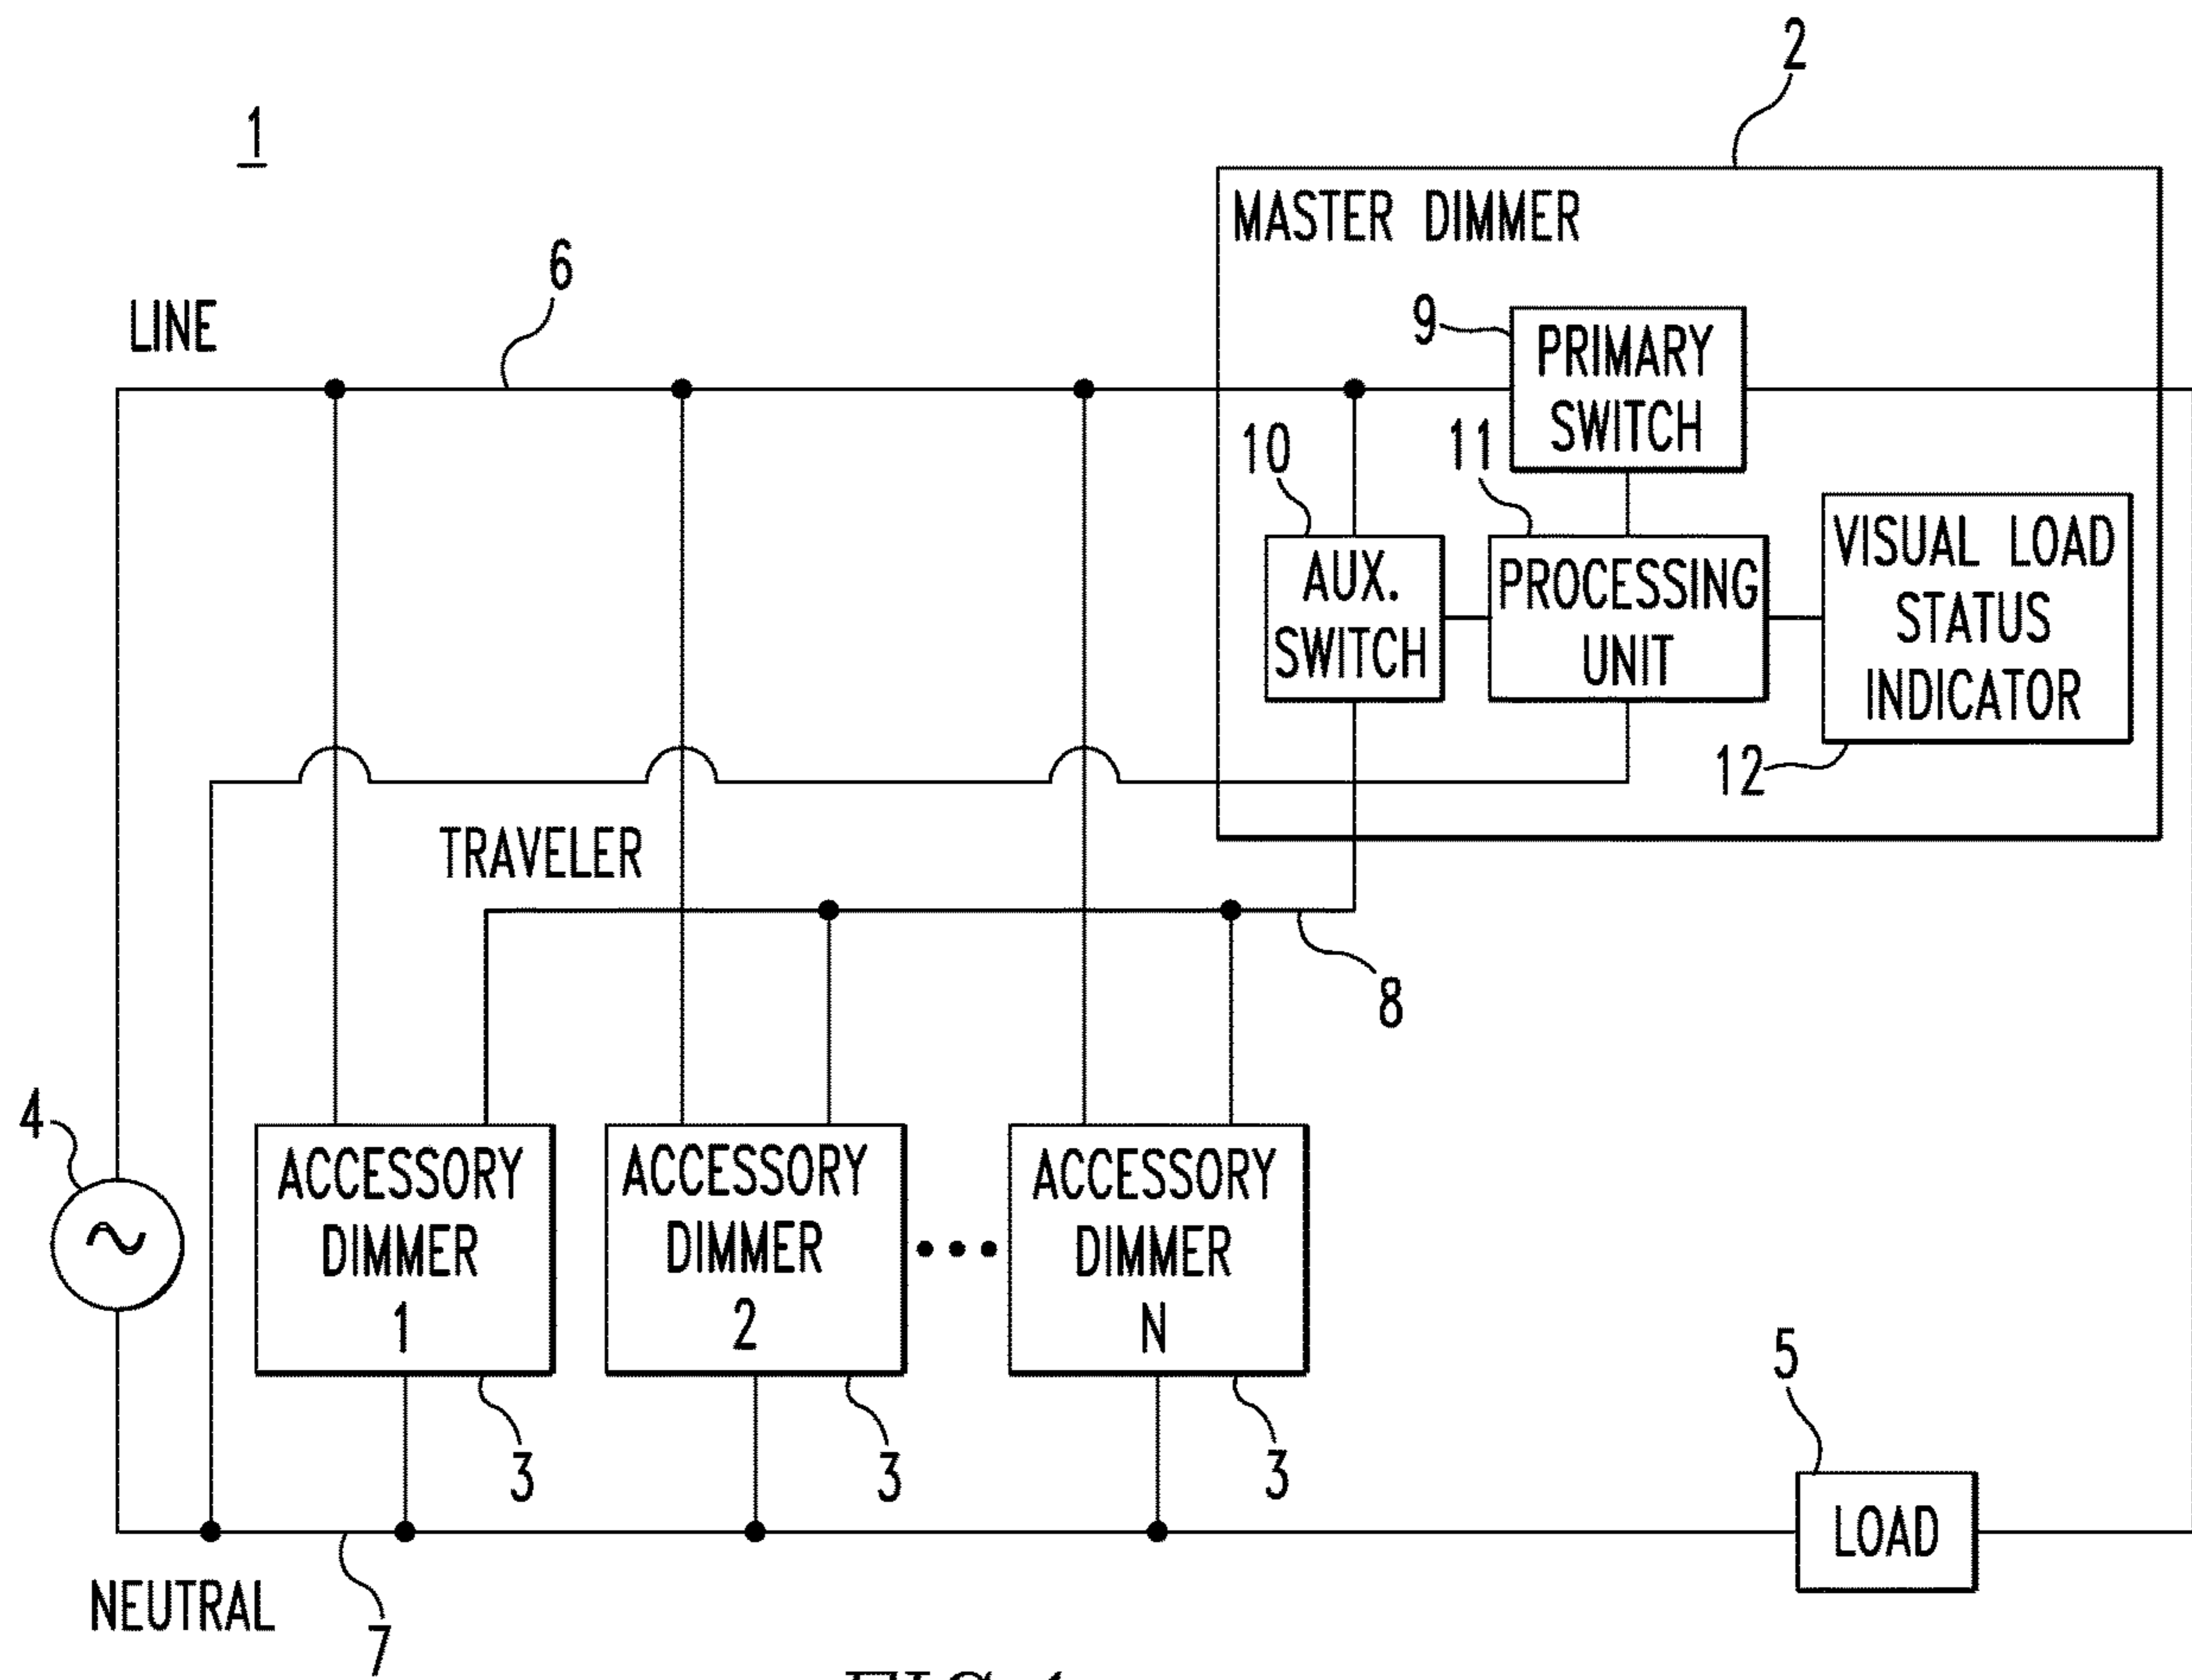 1
2
MASTER DIMMER
6
LINE
9
PRIMARY
SWITCH
10
11
AUX.
SWITCH
PROCESSING
UNIT
VISUAL LOAD
STATUS
INDICATOR
12
TRAVELER
8
4
ACCESSORY
DIMMER
1
ACCESSORY
DIMMER
2
ACCESSORY
DIMMER
N
3
3
3
5
LOAD
NEUTRAL
7